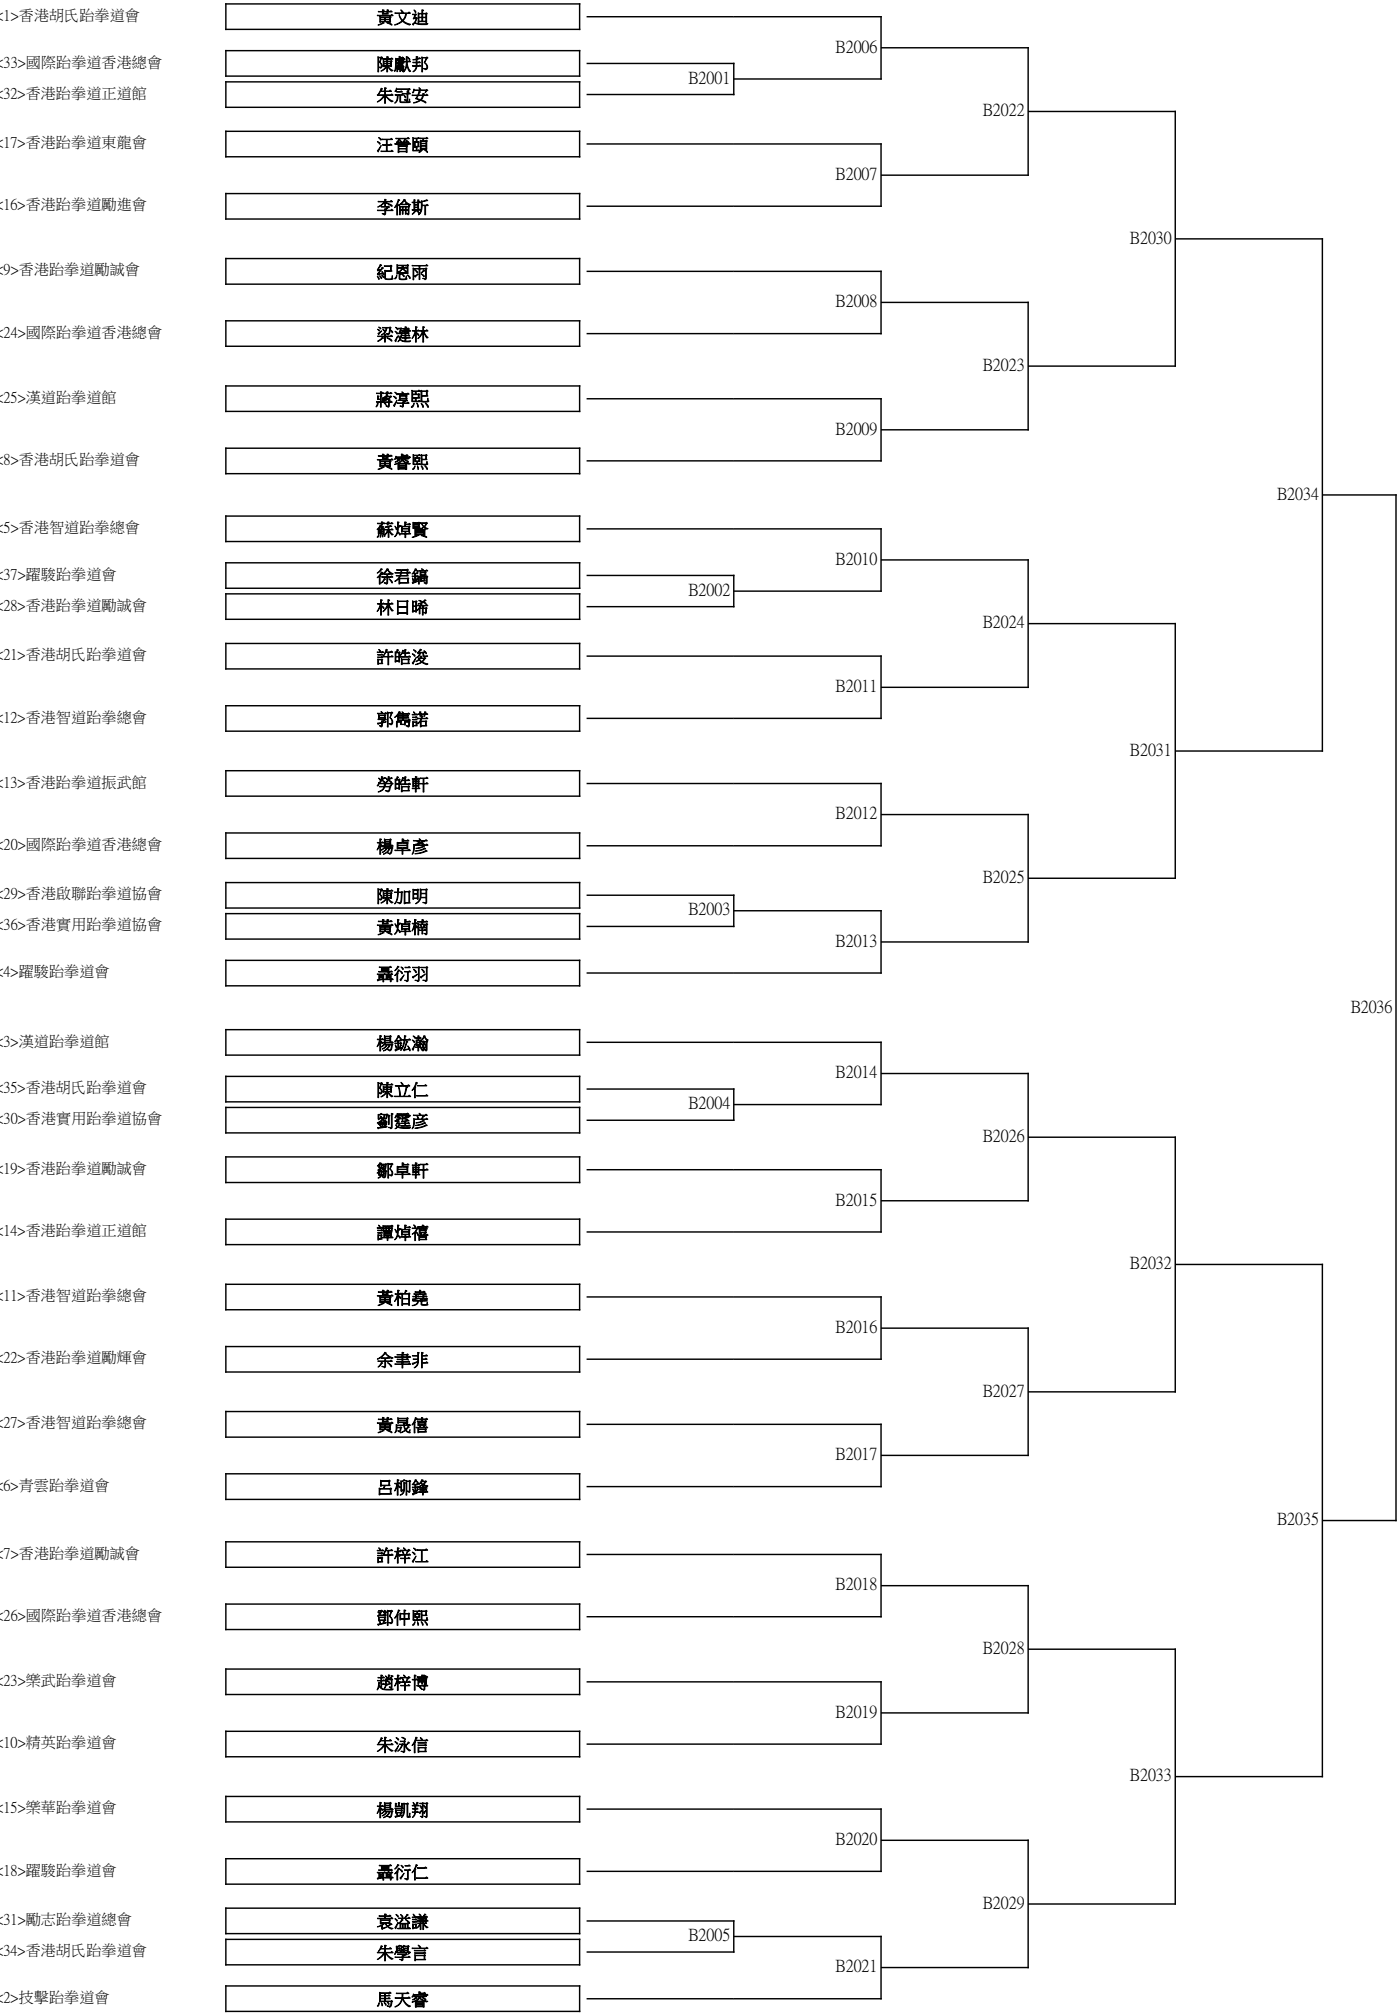 <1>香港胡氏跆拳道會 黃文迪
B2006
<33>國際跆拳道香港總會 陳獻邦
B2001
<32>香港跆拳道正道館 朱冠安
B2022
<17>香港跆拳道東龍會 汪晉頤
B2007
<16>香港跆拳道勵進會 李倫斯
B2030
<9>香港跆拳道勵誠會 紀恩雨
B2008
<24>國際跆拳道香港總會 梁漣林
B2023
<25>漢道跆拳道館 蔣淳熙
B2009
<8>香港胡氏跆拳道會 黃睿熙
B2034
<5>香港智道跆拳總會 蘇焯賢
B2010
<37>躍駿跆拳道會 徐君鎬
B2002
<28>香港跆拳道勵誠會 林日晞
B2024
<21>香港胡氏跆拳道會 許皓浚
B2011
<12>香港智道跆拳總會 郭雋諾
B2031
<13>香港跆拳道振武館 勞皓軒
B2012
<20>國際跆拳道香港總會 楊卓彥
B2025
<29>香港啟聯跆拳道協會 陳加明
B2003
<36>香港實用跆拳道協會 黃焯楠
B2013
<4>躍駿跆拳道會 聶衍羽
B2036
<3>漢道跆拳道館 楊鈜瀚
B2014
<35>香港胡氏跆拳道會 陳立仁
B2004
<30>香港實用跆拳道協會 劉霆彦
B2026
<19>香港跆拳道勵誠會 鄒卓軒
B2015
<14>香港跆拳道正道館 譚焯禧
B2032
<11>香港智道跆拳總會 黃柏堯
B2016
<22>香港跆拳道勵輝會 余聿非
B2027
<27>香港智道跆拳總會 黃晟僖
B2017
<6>青雲跆拳道會 呂柳鋒
B2035
<7>香港跆拳道勵誠會 許梓江
B2018
<26>國際跆拳道香港總會 鄧仲熙
B2028
<23>樂武跆拳道會 趙梓博
B2019
<10>精英跆拳道會 朱泳信
B2033
<15>樂華跆拳道會 楊凱翔
B2020
<18>躍駿跆拳道會 聶衍仁
B2029
<31>勵志跆拳道總會 袁溢謙
B2005
<34>香港胡氏跆拳道會 朱學言
B2021
<2>技擊跆拳道會 馬天睿